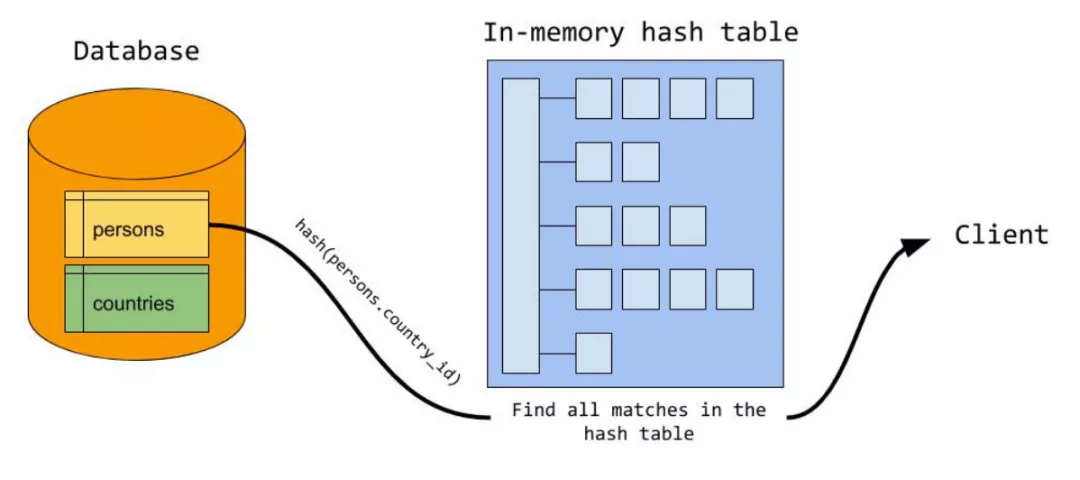 Database
In-memory hash table
persons
countries
hash(persons.country_id)
Client
Find all matches in the
hash table